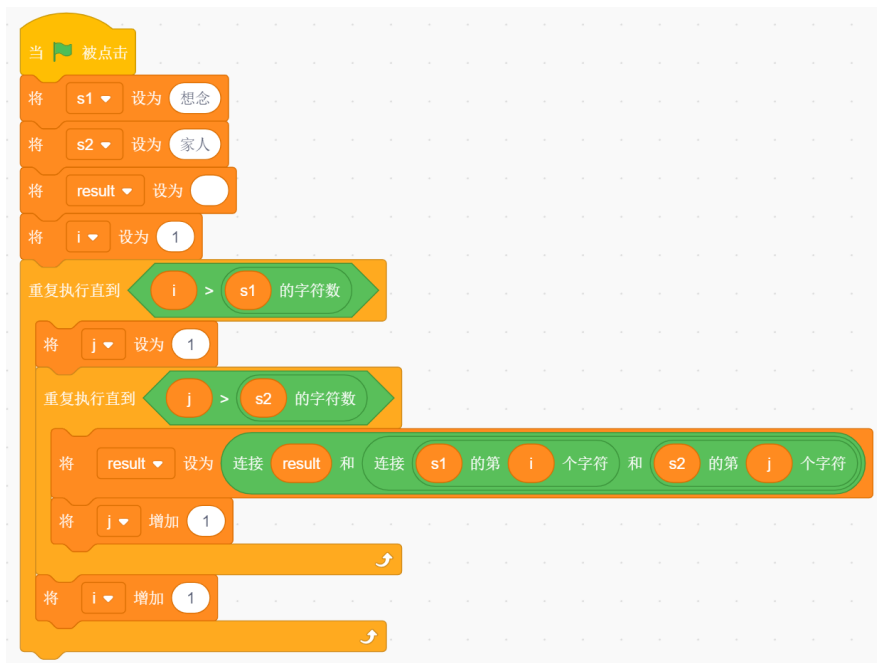 当 被点击
将 s1 设为 想念
将 s2 设为 家人
将 result 设为
将 i 设为 1
重复执行直到 i > s1 的字符数
将 j 设为 1
重复执行直到 j > s2 的字符数
将 result 设为 连接 result 和 连接 s1 的第 i 个字符 和 s2 的第 j 个字符
将 j 增加 1
将 i 增加 1